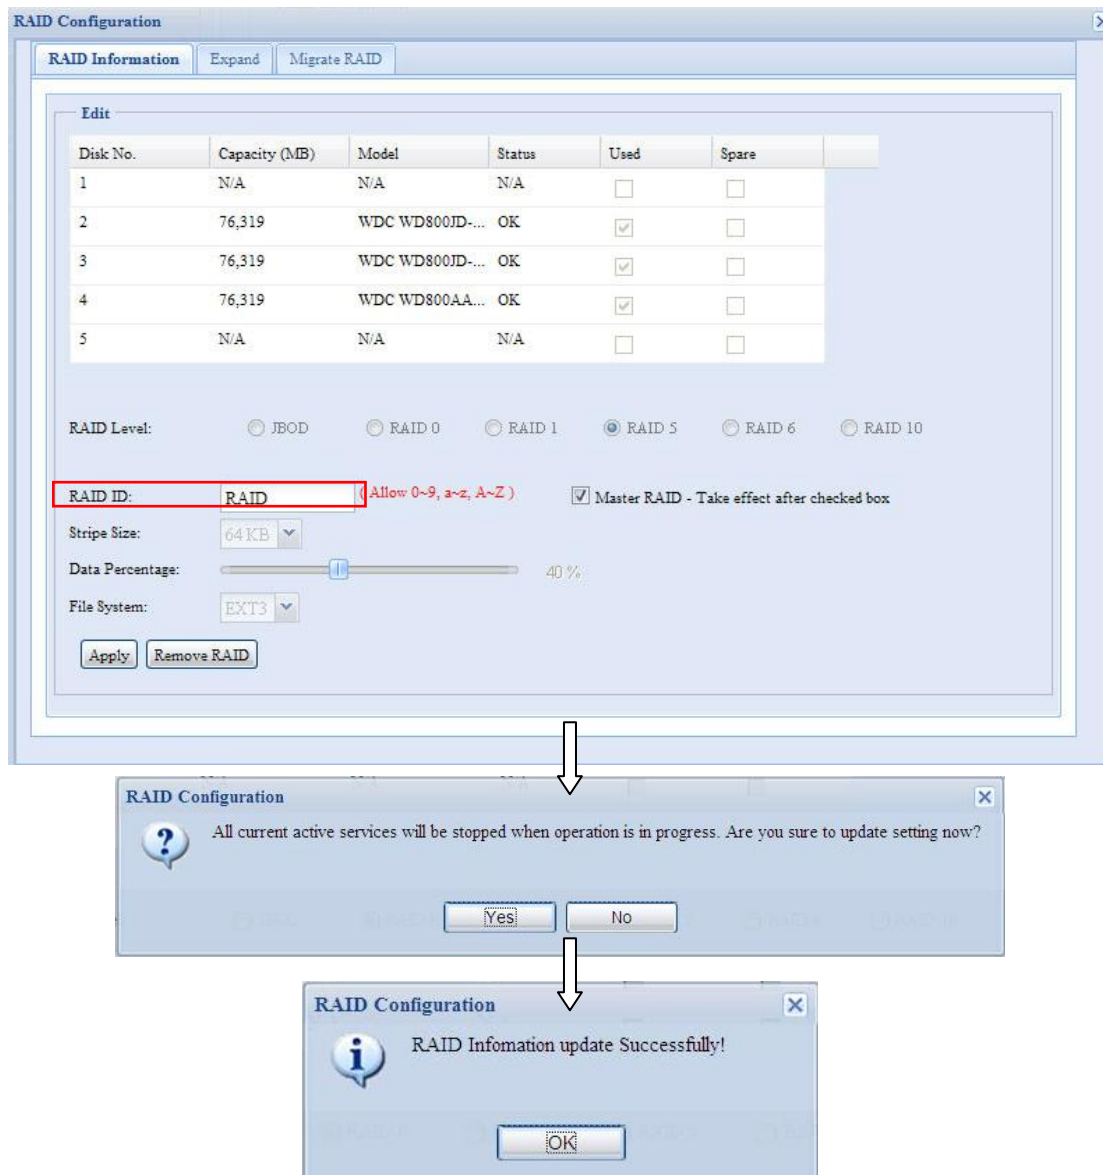 RAID Configuration
RAID Information Expand Migrate RAID
Edit
Disk No. Capacity (MB) Model Status Used Spare
1 N/A N/A N/A
2 76,319 WDC WD800JD-... OK
3 76,319 WDC WD800JD-... OK
4 76,319 WDC WD800AA... OK
5 N/A N/A N/A
RAID Level: JBOD RAID 0 RAID 1 RAID 5 RAID 6 RAID 10
RAID ID: RAID ( Allow 0~9, a~z, A~Z ) Master RAID - Take effect after checked box
Stripe Size: 64 KB
Data Percentage: 40 %
File System: EXT3
Apply Remove RAID
RAID Configuration
All current active services will be stopped when operation is in progress. Are you sure to update setting now?
Yes No
RAID Configuration
RAID Infomation update Successfully!
OK